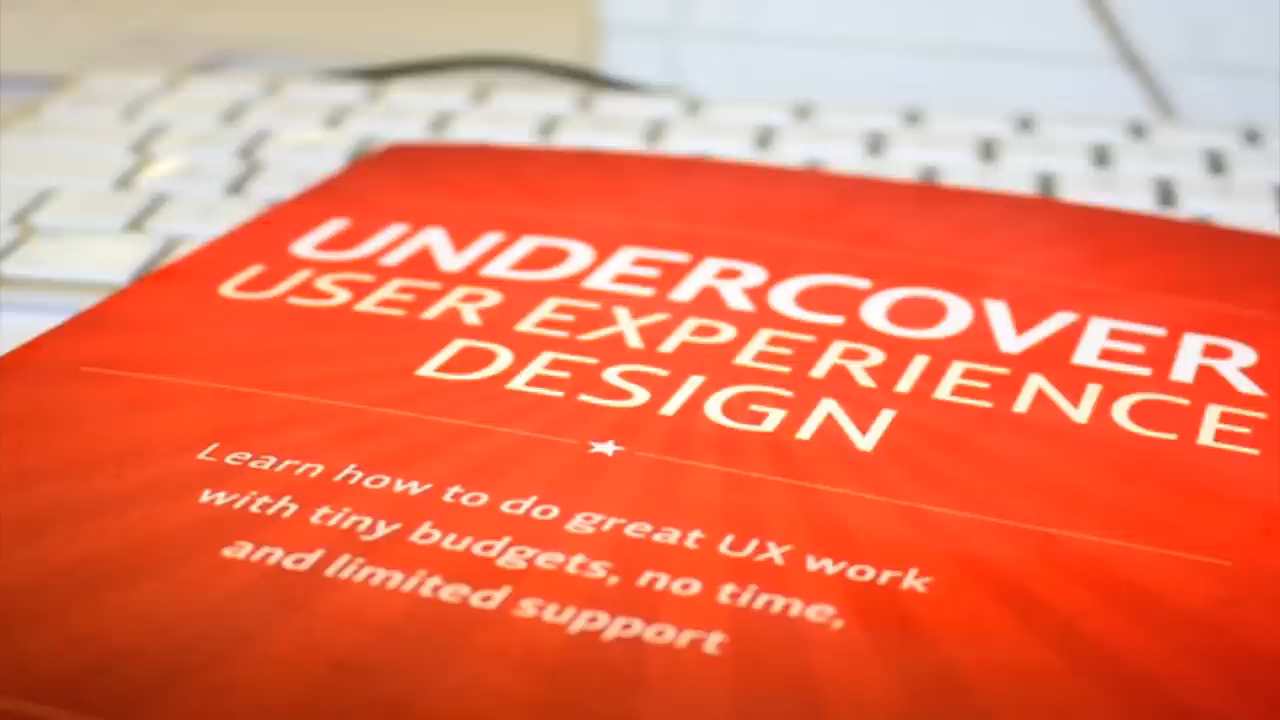 UNDERCOVER
USER EXPERIENCE
DESIGN
Learn how to do great UX work
with tiny budgets, no time,
and limited support